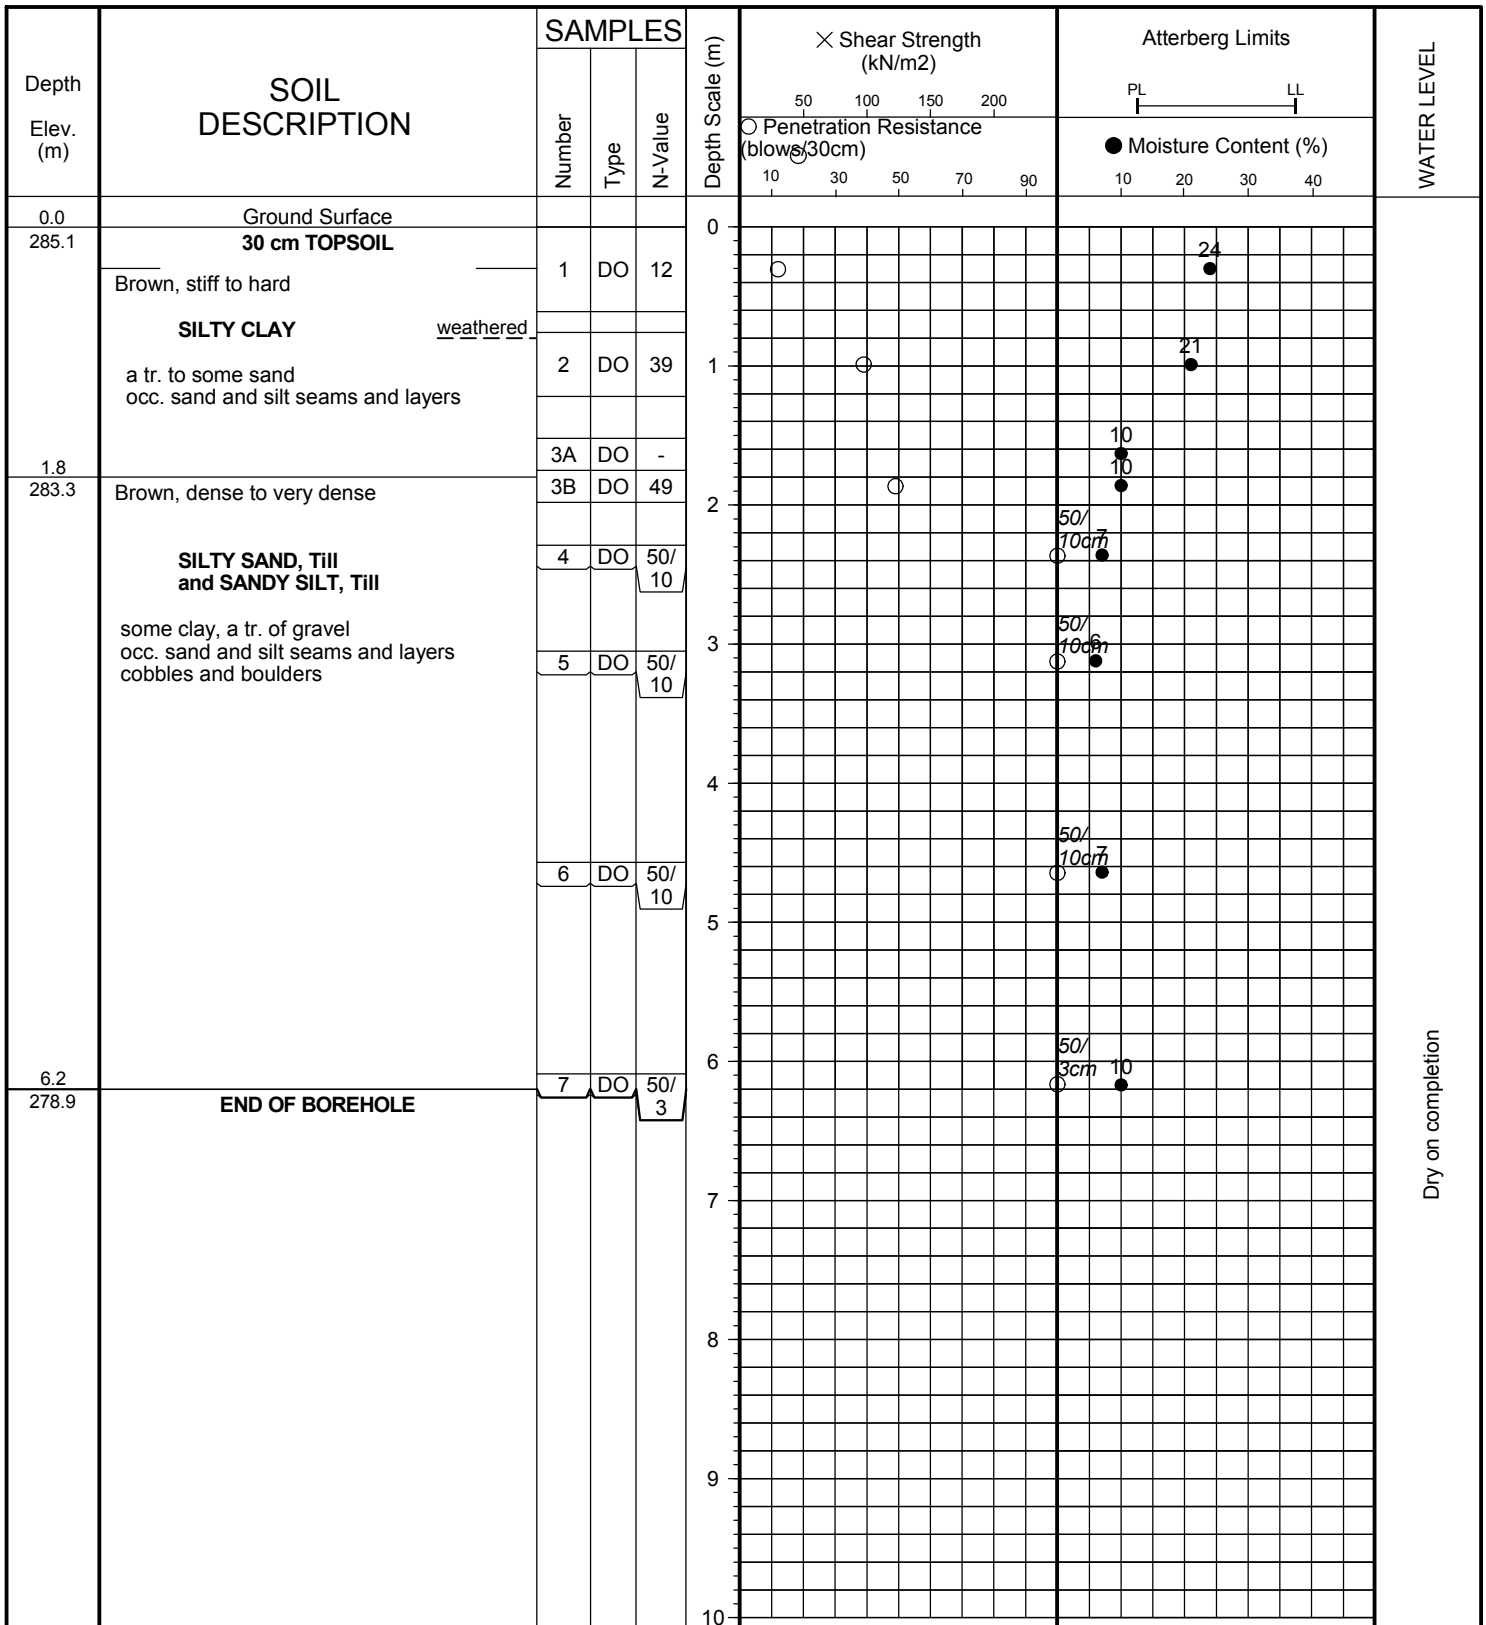 Depth
Elev.
(m)
SOIL
DESCRIPTION
SAMPLES
Number
Type
N-Value
Depth Scale (m)
× Shear Strength
(kN/m2)
50 100 150 200
Penetration Resistance
(blows/30cm)
10 30 50 70 90
Atterberg Limits
PL LL
Moisture Content (%)
10 20 30 40
WATER LEVEL
0.0 Ground Surface
285.1 30 cm TOPSOIL
Brown, stiff to hard
SILTY CLAY weathered
a tr. to some sand
occ. sand and silt seams and layers
1.8
283.3 Brown, dense to very dense
SILTY SAND, Till
and SANDY SILT, Till
some clay, a tr. of gravel
occ. sand and silt seams and layers
cobbles and boulders
6.2
278.9 END OF BOREHOLE
1 DO 12
2 DO 39
3A DO -
3B DO 49
4 DO 50/
10
5 DO 50/
10
6 DO 50/
10
7 DO 50/
3
0
1
2
3
4
5
6
7
8
9
10
24
21
10
10
50/
10cm 7
50/
10cm 6
50/
10cm 7
50/
3cm 10
Dry on completion